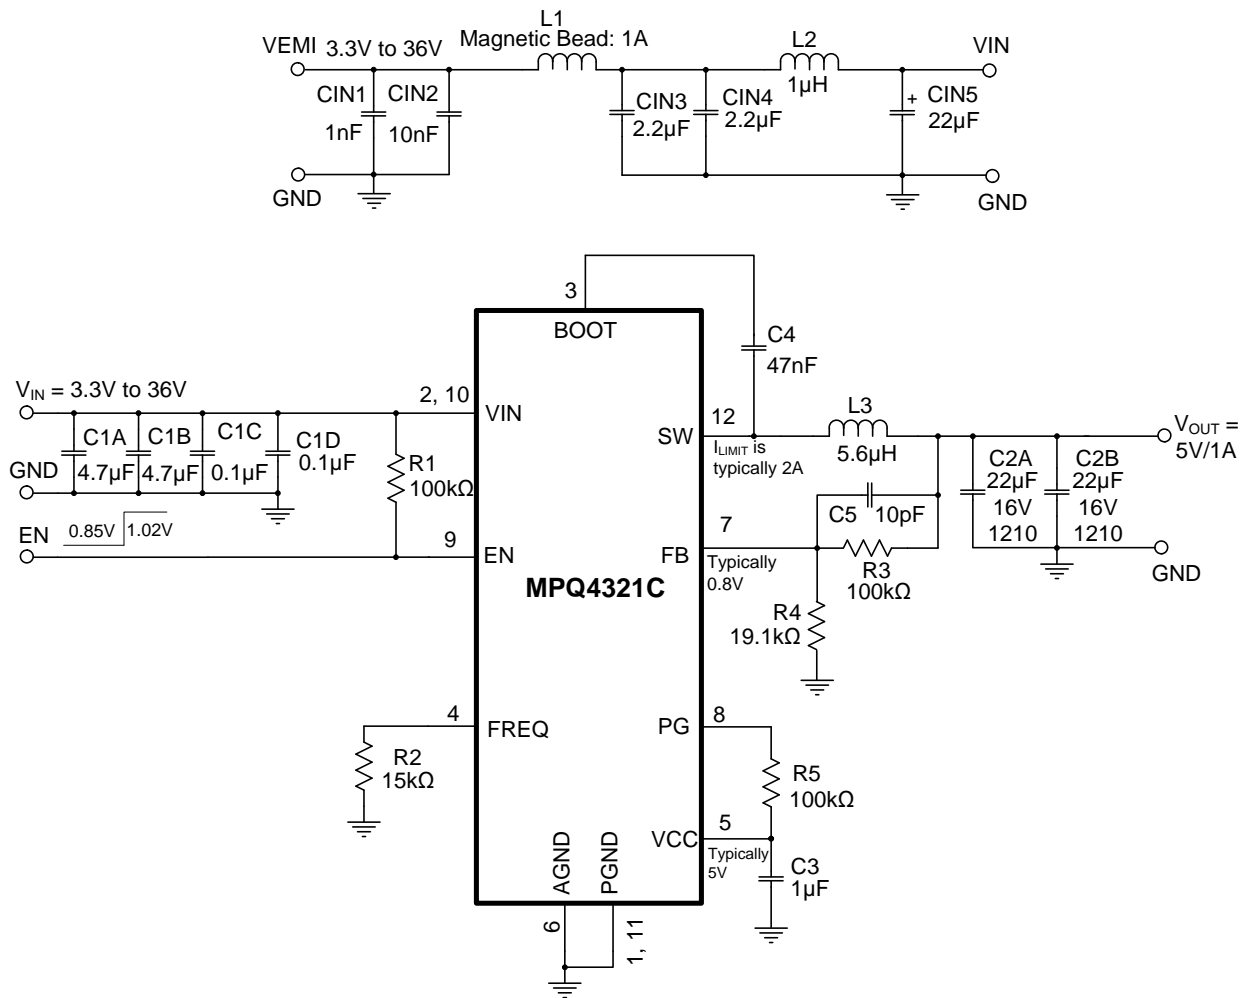 L1
Magnetic Bead: 1A
VEMI 3.3V to 36V
L2
1µH
VIN
CIN1
1nF
CIN2
10nF
CIN3
2.2µF
CIN4
2.2µF
+ CIN5
22µF
GND
GND
3
BOOT
C4
47nF
V_IN = 3.3V to 36V
2, 10
VIN
C1A
4.7µF
C1B
4.7µF
C1C
0.1µF
C1D
0.1µF
GND
R1
100kΩ
EN
0.85V
1.02V
9
EN
12
SW
I_LIMIT is
typically 2A
L3
5.6µH
V_OUT =
5V/1A
C2A
22µF
16V
1210
C2B
22µF
16V
1210
C5
10pF
7
FB
Typically
0.8V
R3
100kΩ
GND
MPQ4321C
R4
19.1kΩ
4
FREQ
R2
15kΩ
8
PG
R5
100kΩ
5
VCC
Typically
5V
C3
1µF
AGND
PGND
6
1, 11